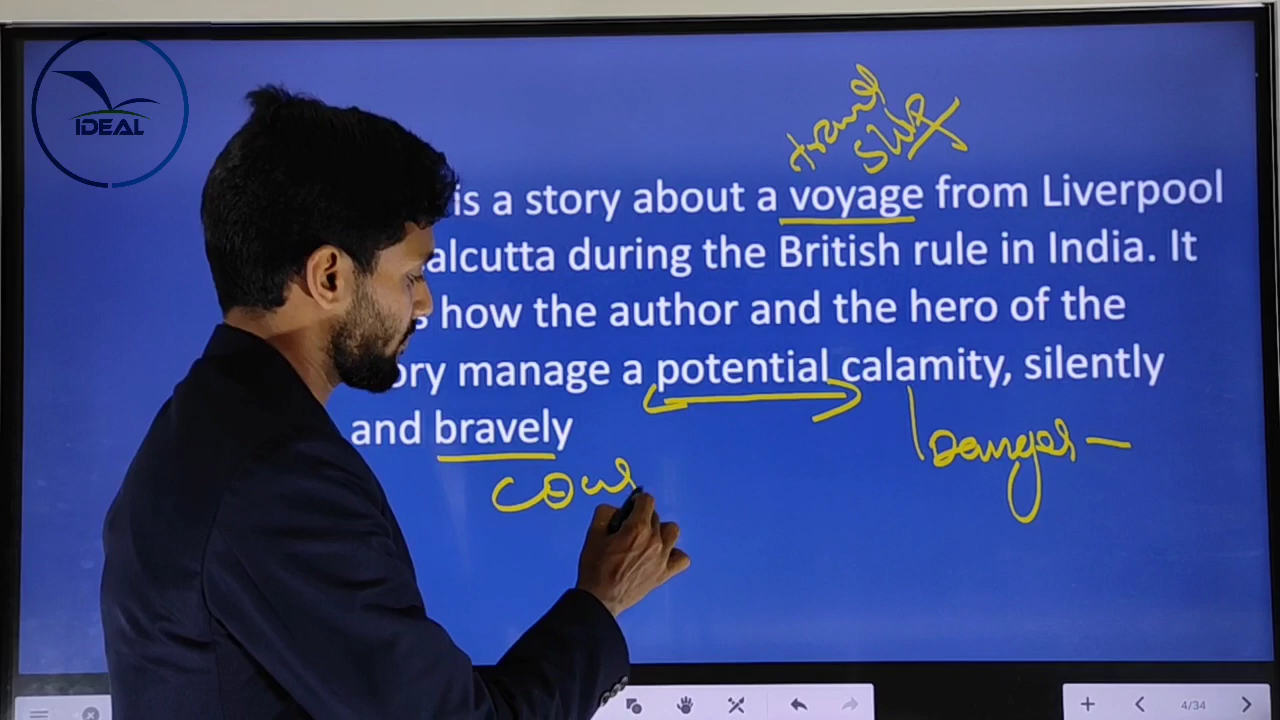 IDEAL
travel
ship
is a story about a voyage from Liverpool
alcutta during the British rule in India. It
s how the author and the hero of the
ory manage a potential calamity, silently
and bravely
danger
cour
4/34